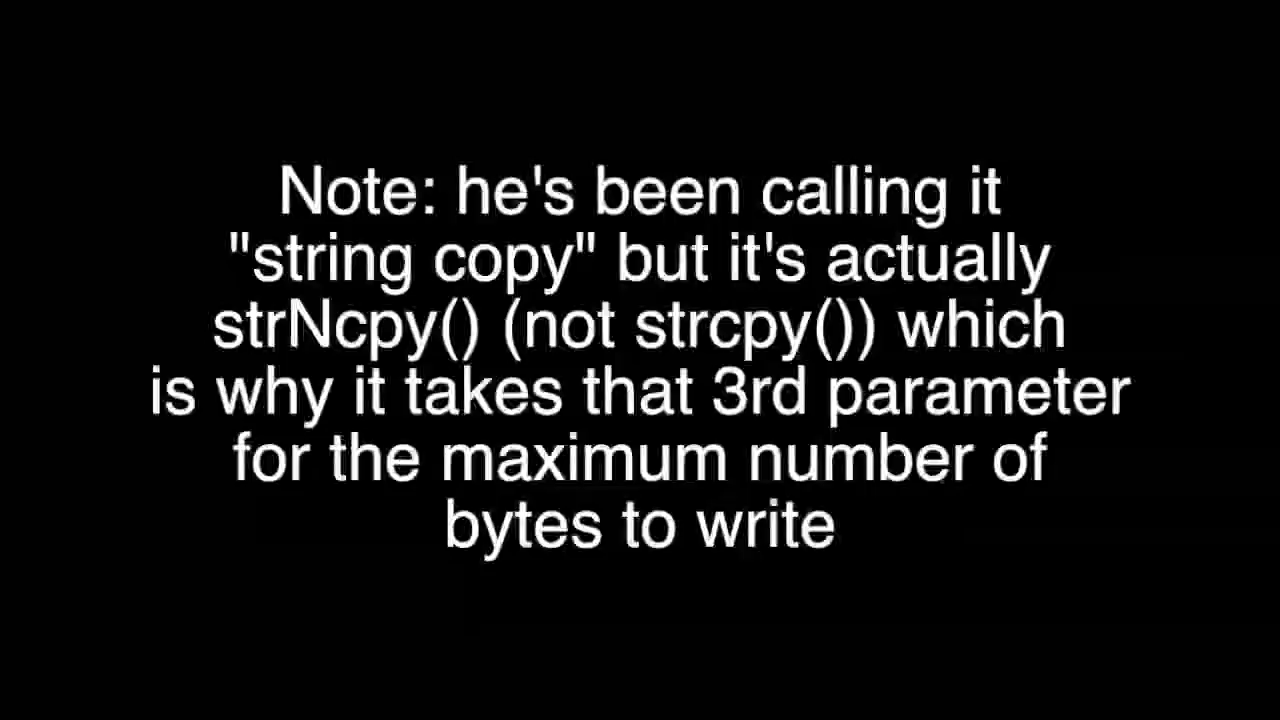 Note: he's been calling it
"string copy" but it's actually
strNcpy() (not strcpy()) which
is why it takes that 3rd parameter
for the maximum number of
bytes to write